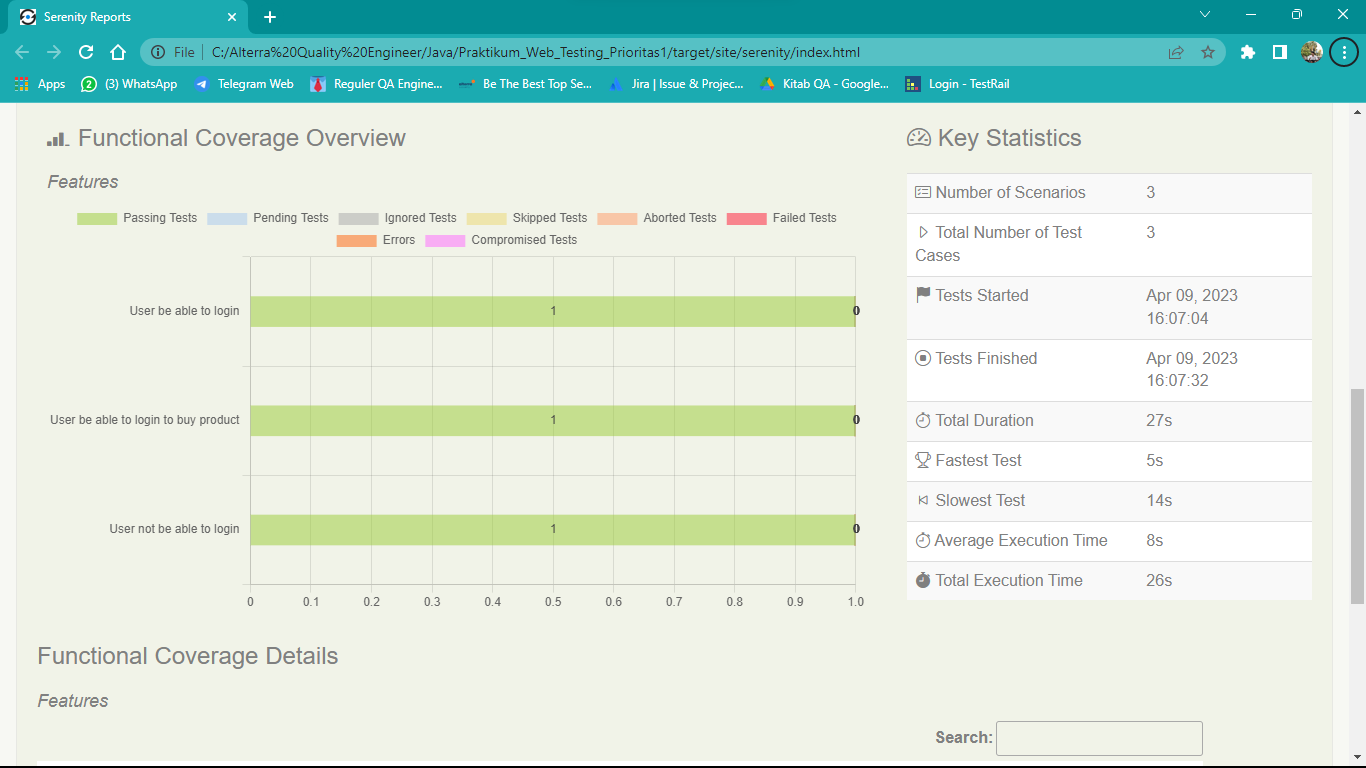 Serenity Reports
File
C:/Alterra%20Quality%20Engineer/Java/Praktikum_Web_Testing_Prioritas1/target/site/serenity/index.html
Apps
(3) WhatsApp
Telegram Web
Reguler QA Engine...
Be The Best Top Se...
Jira | Issue & Projec...
Kitab QA - Google...
Login - TestRail
Functional Coverage Overview
Features
Passing Tests Pending Tests Ignored Tests Skipped Tests Aborted Tests Failed Tests
Errors Compromised Tests
User be able to login 1 0
User be able to login to buy product 1 0
User not be able to login 1 0
0 0.1 0.2 0.3 0.4 0.5 0.6 0.7 0.8 0.9 1.0
Key Statistics
Number of Scenarios 3
Total Number of Test 3
Cases
Tests Started Apr 09, 2023
16:07:04
Tests Finished Apr 09, 2023
16:07:32
Total Duration 27s
Fastest Test 5s
Slowest Test 14s
Average Execution Time 8s
Total Execution Time 26s
Functional Coverage Details
Features
Search: